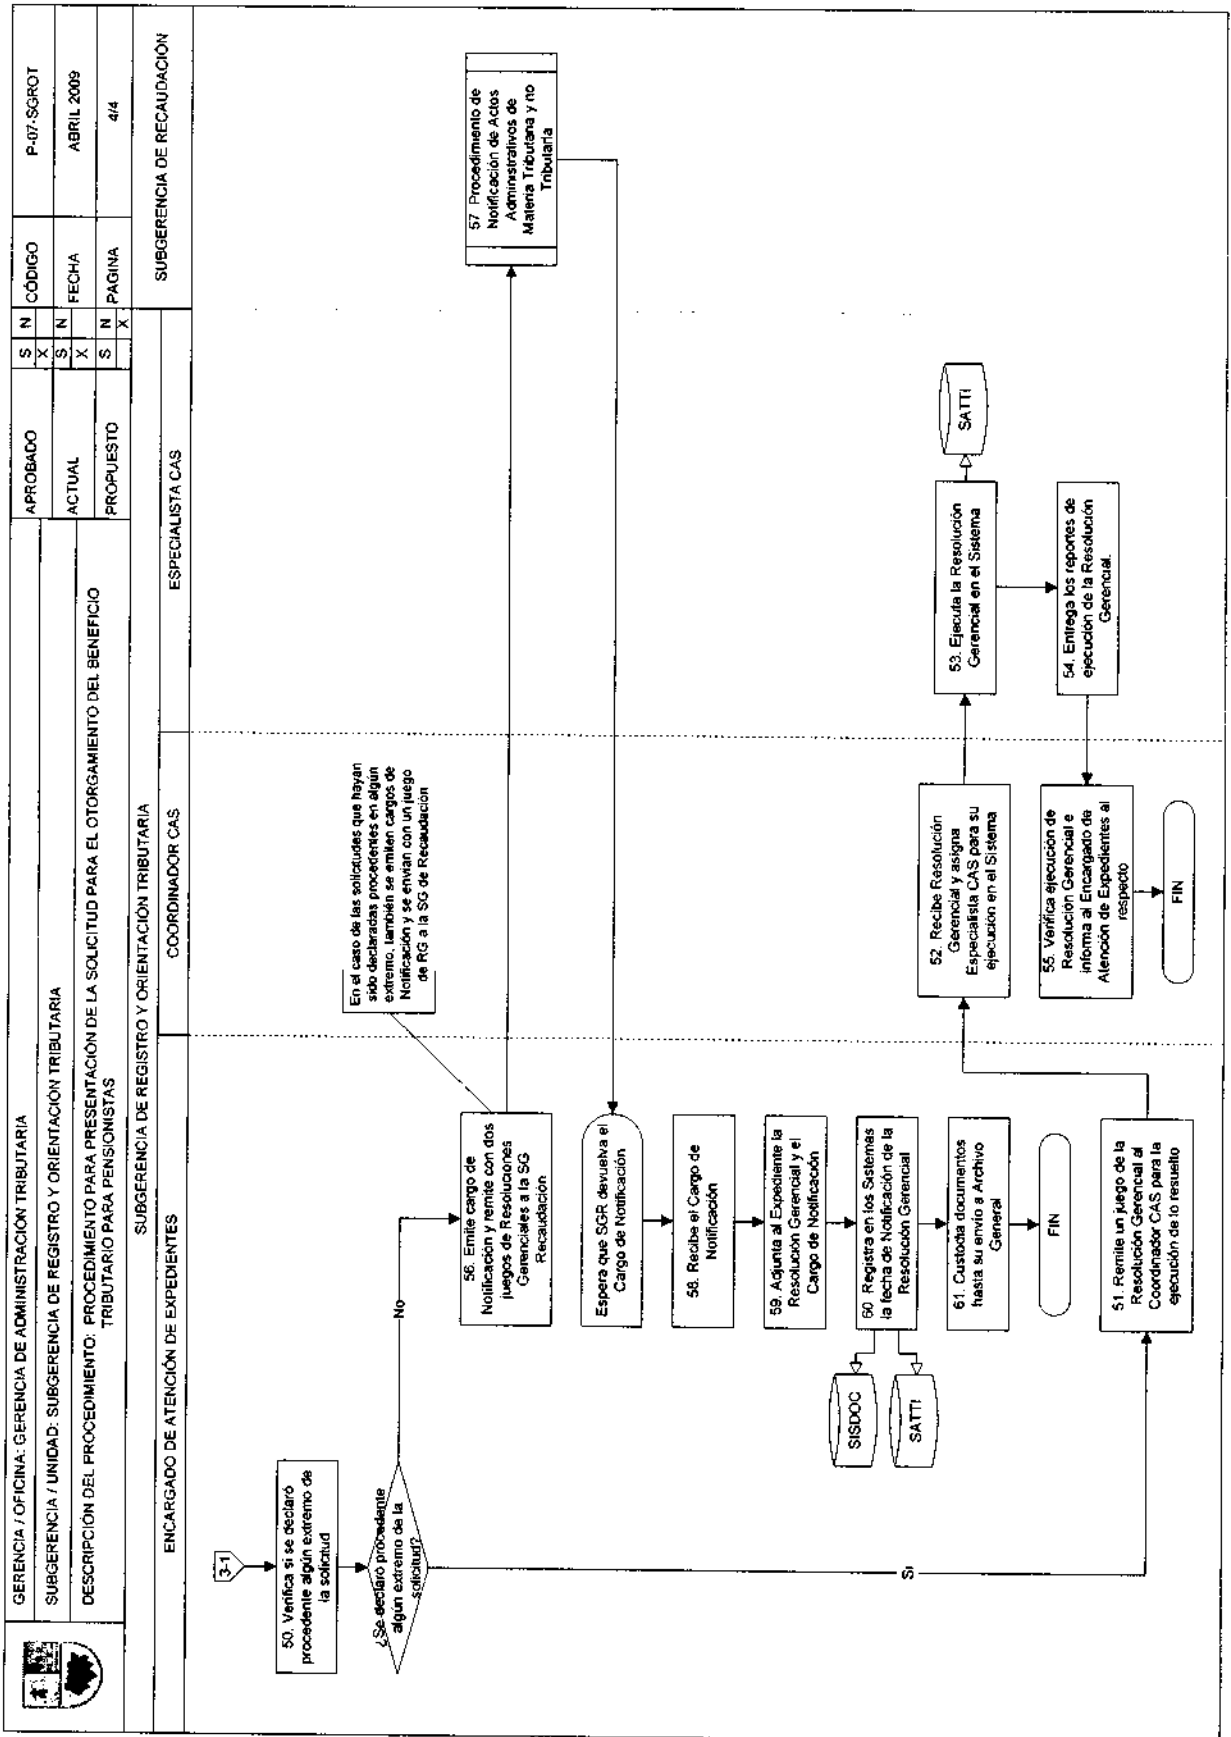 GERENCIA / OFICINA: GERENCIA DE ADMINISTRACIÓN TRIBUTARIA
APROBADO
S N
X
CÓDIGO
P-07-SGROT
SUBGERENCIA / UNIDAD: SUBGERENCIA DE REGISTRO Y ORIENTACIÓN TRIBUTARIA
ACTUAL
S N
X
FECHA
ABRIL 2009
DESCRIPCIÓN DEL PROCEDIMIENTO: PROCEDIMIENTO PARA PRESENTACIÓN DE LA SOLICITUD PARA EL OTORGAMIENTO DEL BENEFICIO
TRIBUTARIO PARA PENSIONISTAS
PROPUESTO
S N
X
PAGINA
4/4
SUBGERENCIA DE REGISTRO Y ORIENTACIÓN TRIBUTARIA
SUBGERENCIA DE RECAUDACIÓN
ENCARGADO DE ATENCIÓN DE EXPEDIENTES
COORDINADOR CAS
ESPECIALISTA CAS
3-1
50. Verifica si se declaró
procedente algún extremo de
la solicitud
¿Se declaró procedente
algún extremo de la
solicitud?
No
Si
56. Emite cargo de
Notificación y remite con dos
juegos de Resoluciones
Gerenciales a la SG
Recaudación
En el caso de las solicitudes que hayan
sido declaradas procedentes en algún
extremo, también se emiten cargos de
Notificación y se envían con un juego
de RG a la SG de Recaudación
57. Procedimiento de
Notificación de Actos
Administrativos de
Materia Tributaria y no
Tributaria
Espera que SGR devuelva el
Cargo de Notificación
58. Recibe el Cargo de
Notificación
59. Adjunta al Expediente la
Resolución Gerencial y el
Cargo de Notificación
60. Registra en los Sistemas
la fecha de Notificación de la
Resolución Gerencial
SISDOC
SATTI
61. Custodia documentos
hasta su envío a Archivo
General
FIN
51. Remite un juego de la
Resolución Gerencial al
Coordinador CAS para la
ejecución de lo resuelto
52. Recibe Resolución
Gerencial y asigna
Especialista CAS para su
ejecución en el Sistema
53. Ejecuta la Resolución
Gerencial en el Sistema
SATTI
54. Entrega los reportes de
ejecución de la Resolución
Gerencial.
55. Verifica ejecución de
Resolución Gerencial e
informa al Encargado de
Atención de Expedientes al
respecto
FIN